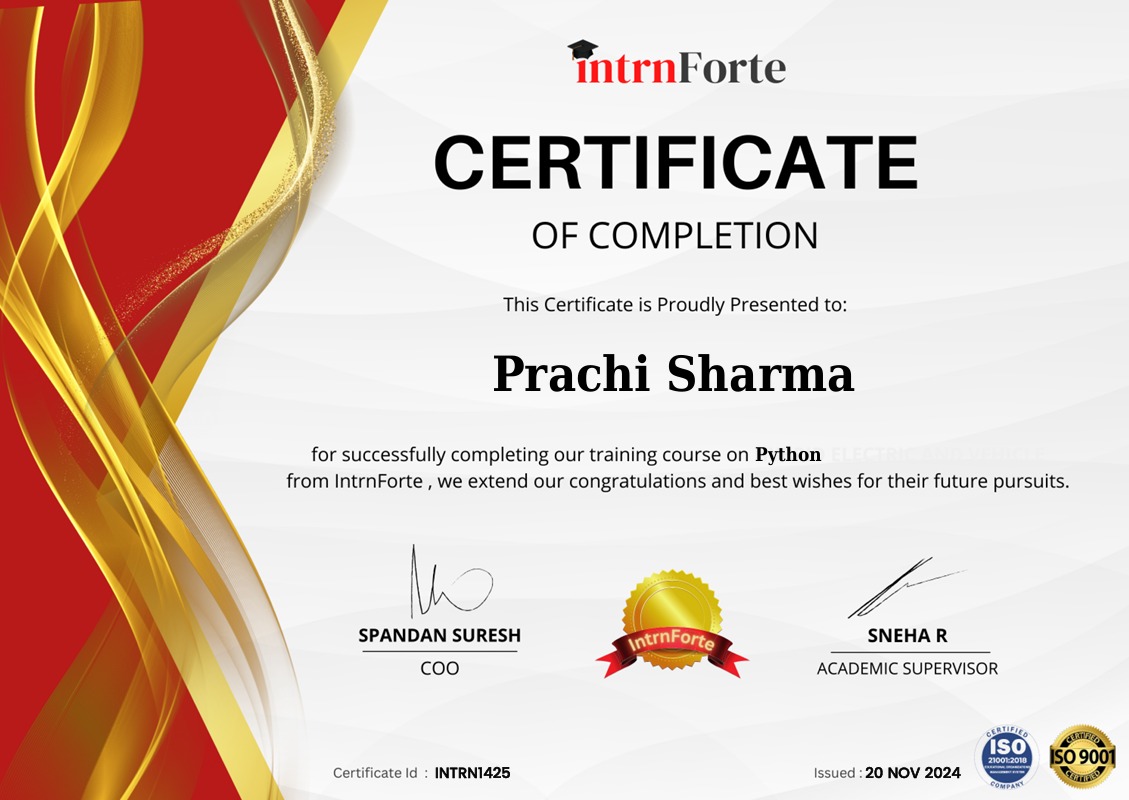 intrnForte
CERTIFICATE
OF COMPLETION
This Certificate is Proudly Presented to:
Prachi Sharma
for successfully completing our training course on Python
from IntrnForte , we extend our congratulations and best wishes for their future pursuits.
SPANDAN SURESH
COO
IntrnForte
SNEHA R
ACADEMIC SUPERVISOR
Certificate Id : INTRN1425
Issued : 20 NOV 2024
CERTIFIED
ISO
21001:2018
COMPANY
CERTIFIED
ISO 9001
CERTIFIED